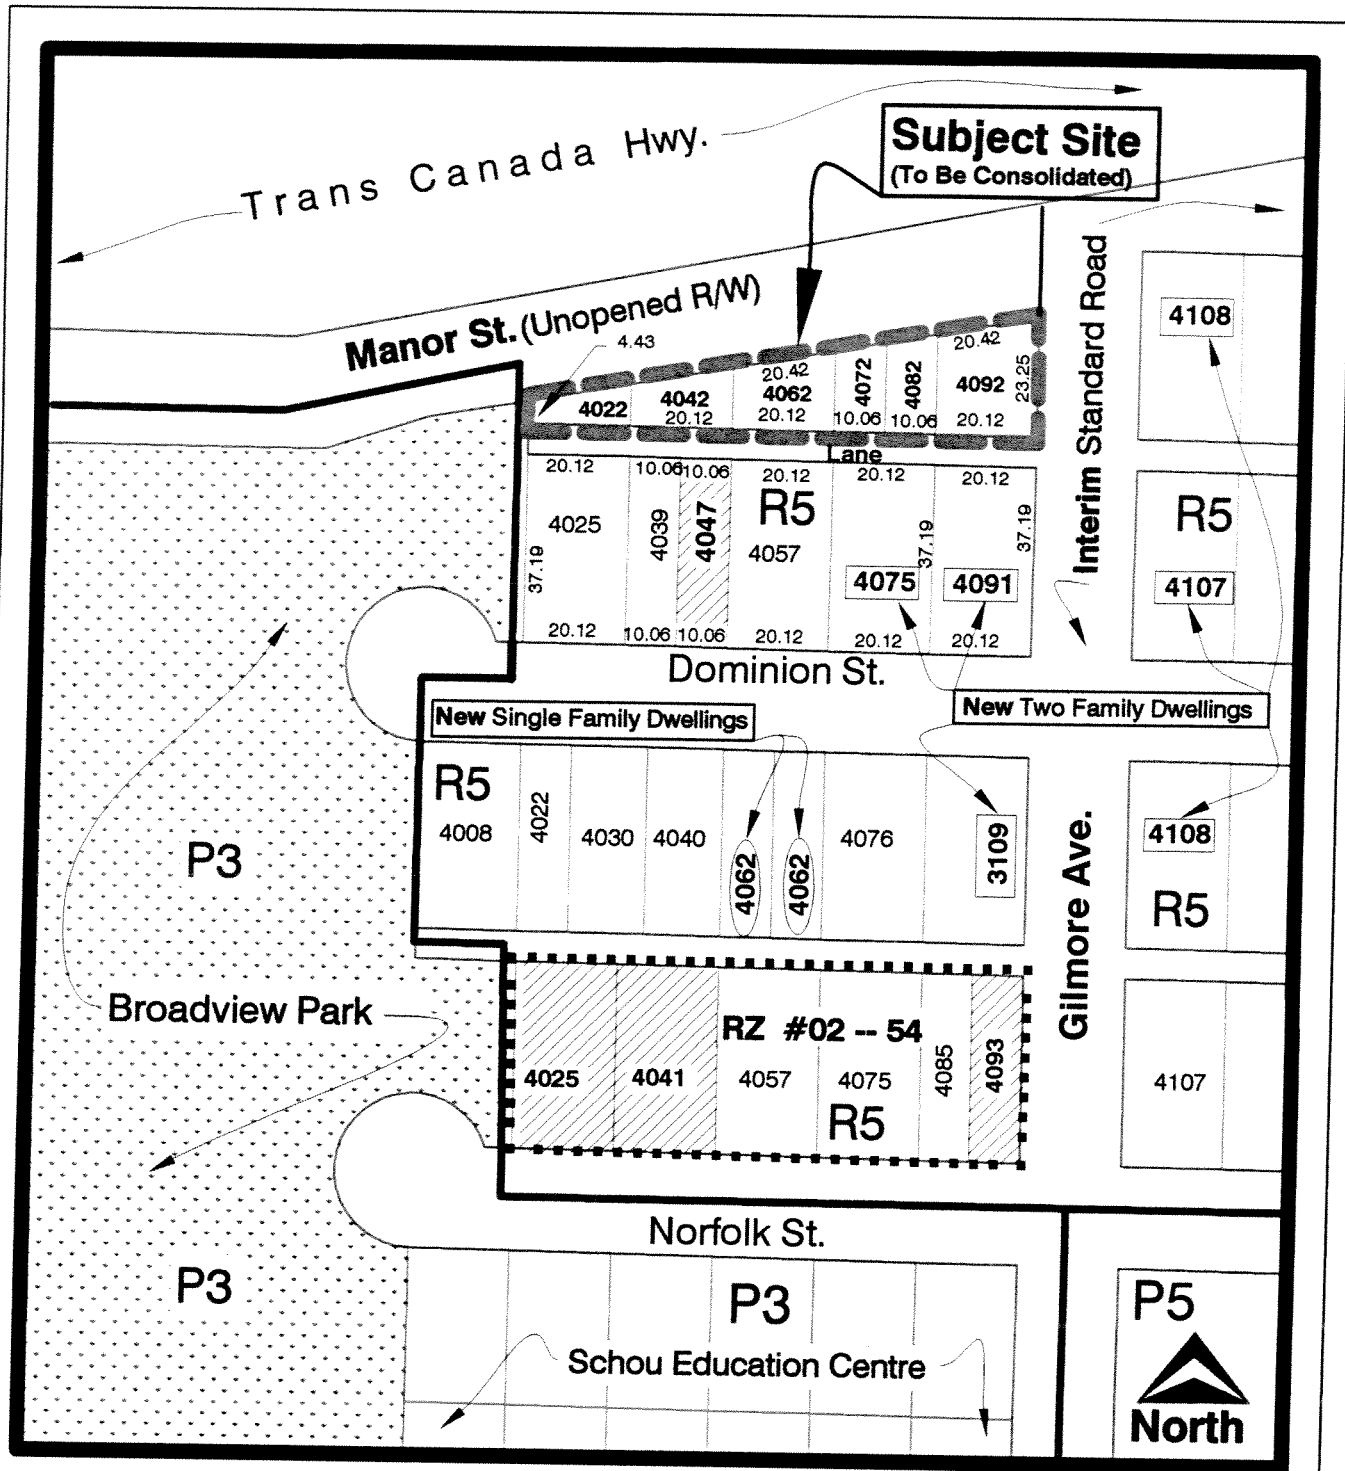 Trans Canada Hwy.
Subject Site
(To Be Consolidated)
Manor St. (Unopened R/W)
4.43
Interim Standard Road
4108
20.42
20.42
4022
4042
4062
4072
4082
4092
23.25
20.12
20.12
10.06
10.06
20.12
Lane
20.12
10.06
10.06
20.12
20.12
20.12
R5
R5
4025
4039
4047
4057
37.19
37.19
37.19
4075
4091
4107
20.12
10.06
10.06
20.12
20.12
20.12
Dominion St.
New Single Family Dwellings
New Two Family Dwellings
R5
4008
4022
4030
4040
4062
4062
4076
3109
4108
R5
P3
Gilmore Ave.
Broadview Park
RZ #02 -- 54
4025
4041
4057
4075
4085
4093
4107
R5
Norfolk St.
P3
P3
P5
Schou Education Centre
North